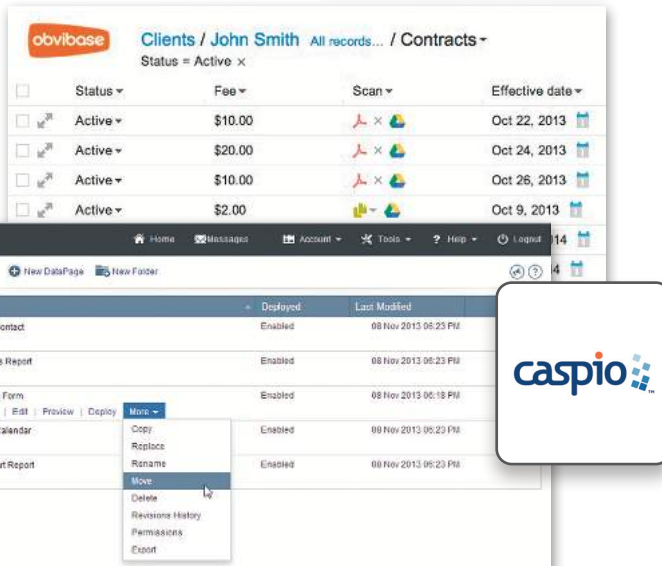 obvibase
Clients / John Smith All records... / Contracts
Status = Active ×
Status Fee Scan Effective date
Active $10.00 × Oct 22, 2013
Active $20.00 × Oct 24, 2013
Active $10.00 × Oct 26, 2013
Active $2.00 Oct 9, 2013
Home Messages Account Tools ? Help Logout 14
New DataPage New Folder ? 4
Deployed Last Modified
ontact Enabled 08 Nov 2013 06:23 PM
s Report Enabled 08 Nov 2013 06:23 PM
Form Enabled 08 Nov 2013 06:18 PM
| Edit | Preview | Deploy More
alendar Enabled 08 Nov 2013 06:23 PM
rt Report Enabled 08 Nov 2013 06:23 PM
Copy
Replace
Rename
Move
Delete
Revisions History
Permissions
Export
caspio